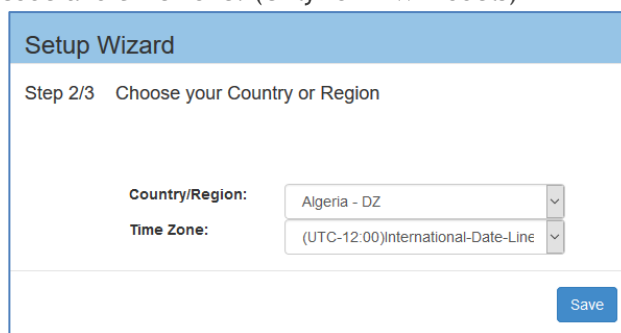 Setup Wizard
Step 2/3 Choose your Country or Region
Country/Region: Algeria - DZ
Time Zone: (UTC-12:00)International-Date-Line
Save